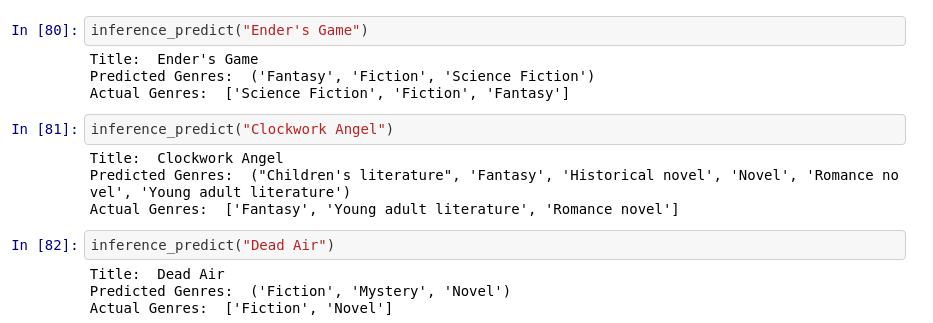 In [80]: inference_predict("Ender's Game")
Title:  Ender's Game
Predicted Genres:  ('Fantasy', 'Fiction', 'Science Fiction')
Actual Genres:  ['Science Fiction', 'Fiction', 'Fantasy']
In [81]: inference_predict("Clockwork Angel")
Title:  Clockwork Angel
Predicted Genres:  ("Children's literature", 'Fantasy', 'Historical novel', 'Novel', 'Romance no
vel', 'Young adult literature')
Actual Genres:  ['Fantasy', 'Young adult literature', 'Romance novel']
In [82]: inference_predict("Dead Air")
Title:  Dead Air
Predicted Genres:  ('Fiction', 'Mystery', 'Novel')
Actual Genres:  ['Fiction', 'Novel']